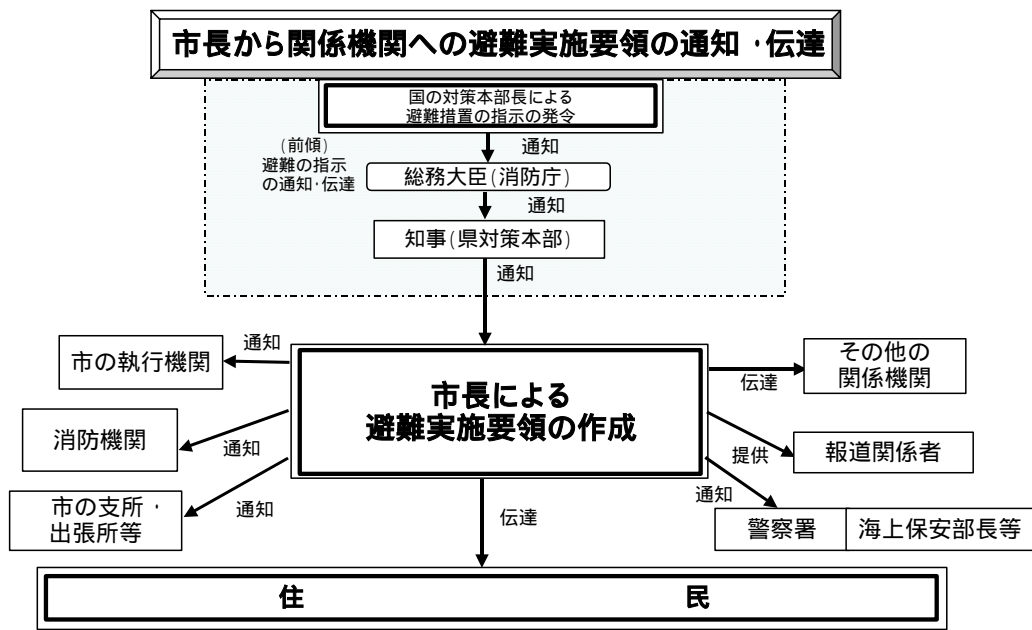 市長から関係機関への避難実施要領の通知・伝達
国の対策本部長による
避難措置の指示の発令
(前傾)
避難の指示
の通知・伝達
通知
総務大臣(消防庁)
通知
知事(県対策本部)
通知
市の執行機関
通知
その他の
関係機関
伝達
市長による
避難実施要領の作成
消防機関
通知
報道関係者
提供
市の支所・
出張所等
通知
通知
警察署
海上保安部長等
伝達
住民